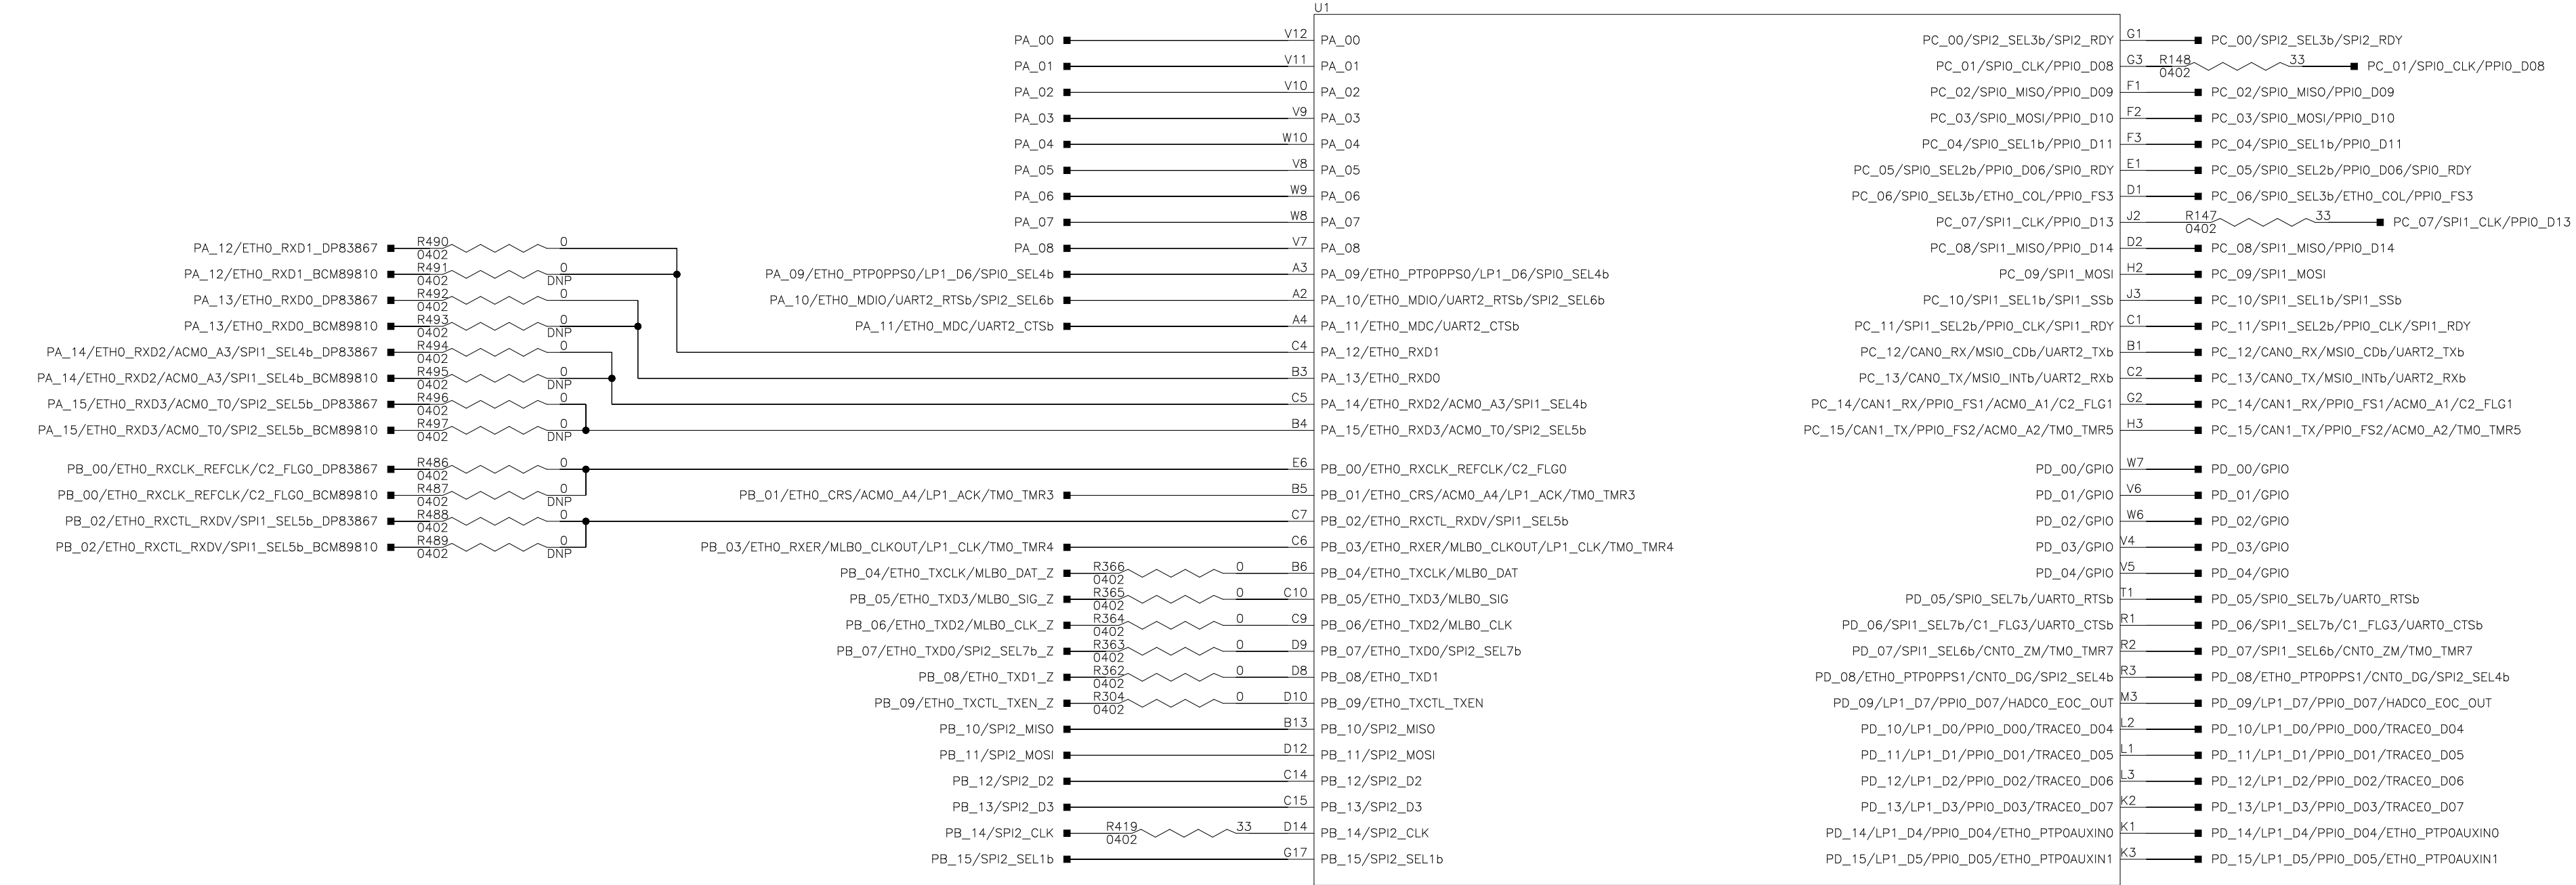 U1
PA_00 V12 PA_00 PC_00/SPI2_SEL3b/SPI2_RDY G1 PC_00/SPI2_SEL3b/SPI2_RDY
PA_01 V11 PA_01 PC_01/SPI0_CLK/PPI0_D08 G3 R148 33 0402 PC_01/SPI0_CLK/PPI0_D08
PA_02 V10 PA_02 PC_02/SPI0_MISO/PPI0_D09 F1 PC_02/SPI0_MISO/PPI0_D09
PA_03 V9 PA_03 PC_03/SPI0_MOSI/PPI0_D10 F2 PC_03/SPI0_MOSI/PPI0_D10
PA_04 W10 PA_04 PC_04/SPI0_SEL1b/PPI0_D11 F3 PC_04/SPI0_SEL1b/PPI0_D11
PA_05 V8 PA_05 PC_05/SPI0_SEL2b/PPI0_D06/SPI0_RDY E1 PC_05/SPI0_SEL2b/PPI0_D06/SPI0_RDY
PA_06 W9 PA_06 PC_06/SPI0_SEL3b/ETH0_COL/PPI0_FS3 D1 PC_06/SPI0_SEL3b/ETH0_COL/PPI0_FS3
PA_07 W8 PA_07 PC_07/SPI1_CLK/PPI0_D13 J2 R147 33 0402 PC_07/SPI1_CLK/PPI0_D13
PA_12/ETH0_RXD1_DP83867 R490 0 0402 PA_08 V7 PA_08 PC_08/SPI1_MISO/PPI0_D14 D2 PC_08/SPI1_MISO/PPI0_D14
PA_12/ETH0_RXD1_BCM89810 R491 0 0402 DNP PA_09/ETH0_PTP0PPS0/LP1_D6/SPI0_SEL4b A3 PA_09/ETH0_PTP0PPS0/LP1_D6/SPI0_SEL4b PC_09/SPI1_MOSI H2 PC_09/SPI1_MOSI
PA_13/ETH0_RXD0_DP83867 R492 0 0402 PA_10/ETH0_MDIO/UART2_RTSb/SPI2_SEL6b A2 PA_10/ETH0_MDIO/UART2_RTSb/SPI2_SEL6b PC_10/SPI1_SEL1b/SPI1_SSb J3 PC_10/SPI1_SEL1b/SPI1_SSb
PA_13/ETH0_RXD0_BCM89810 R493 0 0402 DNP PA_11/ETH0_MDC/UART2_CTSb A4 PA_11/ETH0_MDC/UART2_CTSb PC_11/SPI1_SEL2b/PPI0_CLK/SPI1_RDY C1 PC_11/SPI1_SEL2b/PPI0_CLK/SPI1_RDY
PA_14/ETH0_RXD2/ACM0_A3/SPI1_SEL4b_DP83867 R494 0 0402 C4 PA_12/ETH0_RXD1 PC_12/CAN0_RX/MSI0_CDb/UART2_TXb B1 PC_12/CAN0_RX/MSI0_CDb/UART2_TXb
PA_14/ETH0_RXD2/ACM0_A3/SPI1_SEL4b_BCM89810 R495 0 0402 DNP B3 PA_13/ETH0_RXD0 PC_13/CAN0_TX/MSI0_INTb/UART2_RXb C2 PC_13/CAN0_TX/MSI0_INTb/UART2_RXb
PA_15/ETH0_RXD3/ACM0_T0/SPI2_SEL5b_DP83867 R496 0 0402 C5 PA_14/ETH0_RXD2/ACM0_A3/SPI1_SEL4b PC_14/CAN1_RX/PPI0_FS1/ACM0_A1/C2_FLG1 G2 PC_14/CAN1_RX/PPI0_FS1/ACM0_A1/C2_FLG1
PA_15/ETH0_RXD3/ACM0_T0/SPI2_SEL5b_BCM89810 R497 0 0402 DNP B4 PA_15/ETH0_RXD3/ACM0_T0/SPI2_SEL5b PC_15/CAN1_TX/PPI0_FS2/ACM0_A2/TM0_TMR5 H3 PC_15/CAN1_TX/PPI0_FS2/ACM0_A2/TM0_TMR5
PB_00/ETH0_RXCLK_REFCLK/C2_FLG0_DP83867 R486 0 0402 E6 PB_00/ETH0_RXCLK_REFCLK/C2_FLG0 PD_00/GPIO W7 PD_00/GPIO
PB_00/ETH0_RXCLK_REFCLK/C2_FLG0_BCM89810 R487 0 0402 DNP PB_01/ETH0_CRS/ACM0_A4/LP1_ACK/TM0_TMR3 B5 PB_01/ETH0_CRS/ACM0_A4/LP1_ACK/TM0_TMR3 PD_01/GPIO V6 PD_01/GPIO
PB_02/ETH0_RXCTL_RXDV/SPI1_SEL5b_DP83867 R488 0 0402 C7 PB_02/ETH0_RXCTL_RXDV/SPI1_SEL5b PD_02/GPIO W6 PD_02/GPIO
PB_02/ETH0_RXCTL_RXDV/SPI1_SEL5b_BCM89810 R489 0 0402 DNP PB_03/ETH0_RXER/MLB0_CLKOUT/LP1_CLK/TM0_TMR4 C6 PB_03/ETH0_RXER/MLB0_CLKOUT/LP1_CLK/TM0_TMR4 PD_03/GPIO V4 PD_03/GPIO
PB_04/ETH0_TXCLK/MLB0_DAT_Z R366 0 0402 B6 PB_04/ETH0_TXCLK/MLB0_DAT PD_04/GPIO V5 PD_04/GPIO
PB_05/ETH0_TXD3/MLB0_SIG_Z R365 0 0402 C10 PB_05/ETH0_TXD3/MLB0_SIG PD_05/SPI0_SEL7b/UART0_RTSb T1 PD_05/SPI0_SEL7b/UART0_RTSb
PB_06/ETH0_TXD2/MLB0_CLK_Z R364 0 0402 C9 PB_06/ETH0_TXD2/MLB0_CLK PD_06/SPI1_SEL7b/C1_FLG3/UART0_CTSb R1 PD_06/SPI1_SEL7b/C1_FLG3/UART0_CTSb
PB_07/ETH0_TXD0/SPI2_SEL7b_Z R363 0 0402 D9 PB_07/ETH0_TXD0/SPI2_SEL7b PD_07/SPI1_SEL6b/CNT0_ZM/TM0_TMR7 R2 PD_07/SPI1_SEL6b/CNT0_ZM/TM0_TMR7
PB_08/ETH0_TXD1_Z R362 0 0402 D8 PB_08/ETH0_TXD1 PD_08/ETH0_PTP0PPS1/CNT0_DG/SPI2_SEL4b R3 PD_08/ETH0_PTP0PPS1/CNT0_DG/SPI2_SEL4b
PB_09/ETH0_TXCTL_TXEN_Z R304 0 0402 D10 PB_09/ETH0_TXCTL_TXEN PD_09/LP1_D7/PPI0_D07/HADC0_EOC_OUT M3 PD_09/LP1_D7/PPI0_D07/HADC0_EOC_OUT
PB_10/SPI2_MISO B13 PB_10/SPI2_MISO PD_10/LP1_D0/PPI0_D00/TRACE0_D04 L2 PD_10/LP1_D0/PPI0_D00/TRACE0_D04
PB_11/SPI2_MOSI D12 PB_11/SPI2_MOSI PD_11/LP1_D1/PPI0_D01/TRACE0_D05 L1 PD_11/LP1_D1/PPI0_D01/TRACE0_D05
PB_12/SPI2_D2 C14 PB_12/SPI2_D2 PD_12/LP1_D2/PPI0_D02/TRACE0_D06 L3 PD_12/LP1_D2/PPI0_D02/TRACE0_D06
PB_13/SPI2_D3 C15 PB_13/SPI2_D3 PD_13/LP1_D3/PPI0_D03/TRACE0_D07 K2 PD_13/LP1_D3/PPI0_D03/TRACE0_D07
PB_14/SPI2_CLK R419 33 0402 D14 PB_14/SPI2_CLK PD_14/LP1_D4/PPI0_D04/ETH0_PTP0AUXIN0 K1 PD_14/LP1_D4/PPI0_D04/ETH0_PTP0AUXIN0
PB_15/SPI2_SEL1b G17 PB_15/SPI2_SEL1b PD_15/LP1_D5/PPI0_D05/ETH0_PTP0AUXIN1 K3 PD_15/LP1_D5/PPI0_D05/ETH0_PTP0AUXIN1